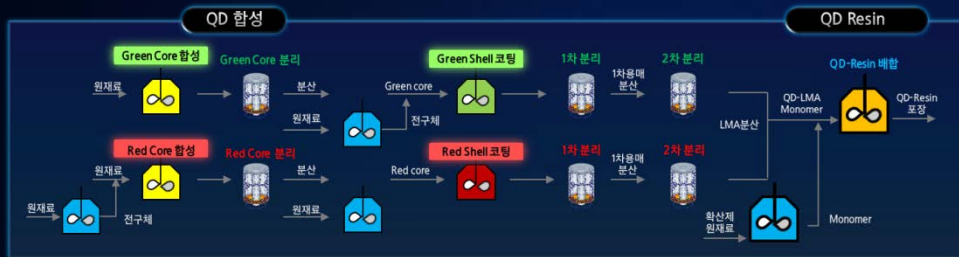 QD 합성
QD Resin
Green Core 합성
Green Core 분리
Green Shell 코팅
1차 분리
2차 분리
QD-Resin 배합
원재료
분산
Green core
1차용매
분산
원재료
전구체
LMA분산
QD-LMA
Monomer
QD-Resin
포장
Red Core 합성
Red Core 분리
Red Shell 코팅
1차 분리
2차 분리
원재료
분산
Red core
1차용매
분산
원재료
전구체
원재료
확산제
원재료
Monomer